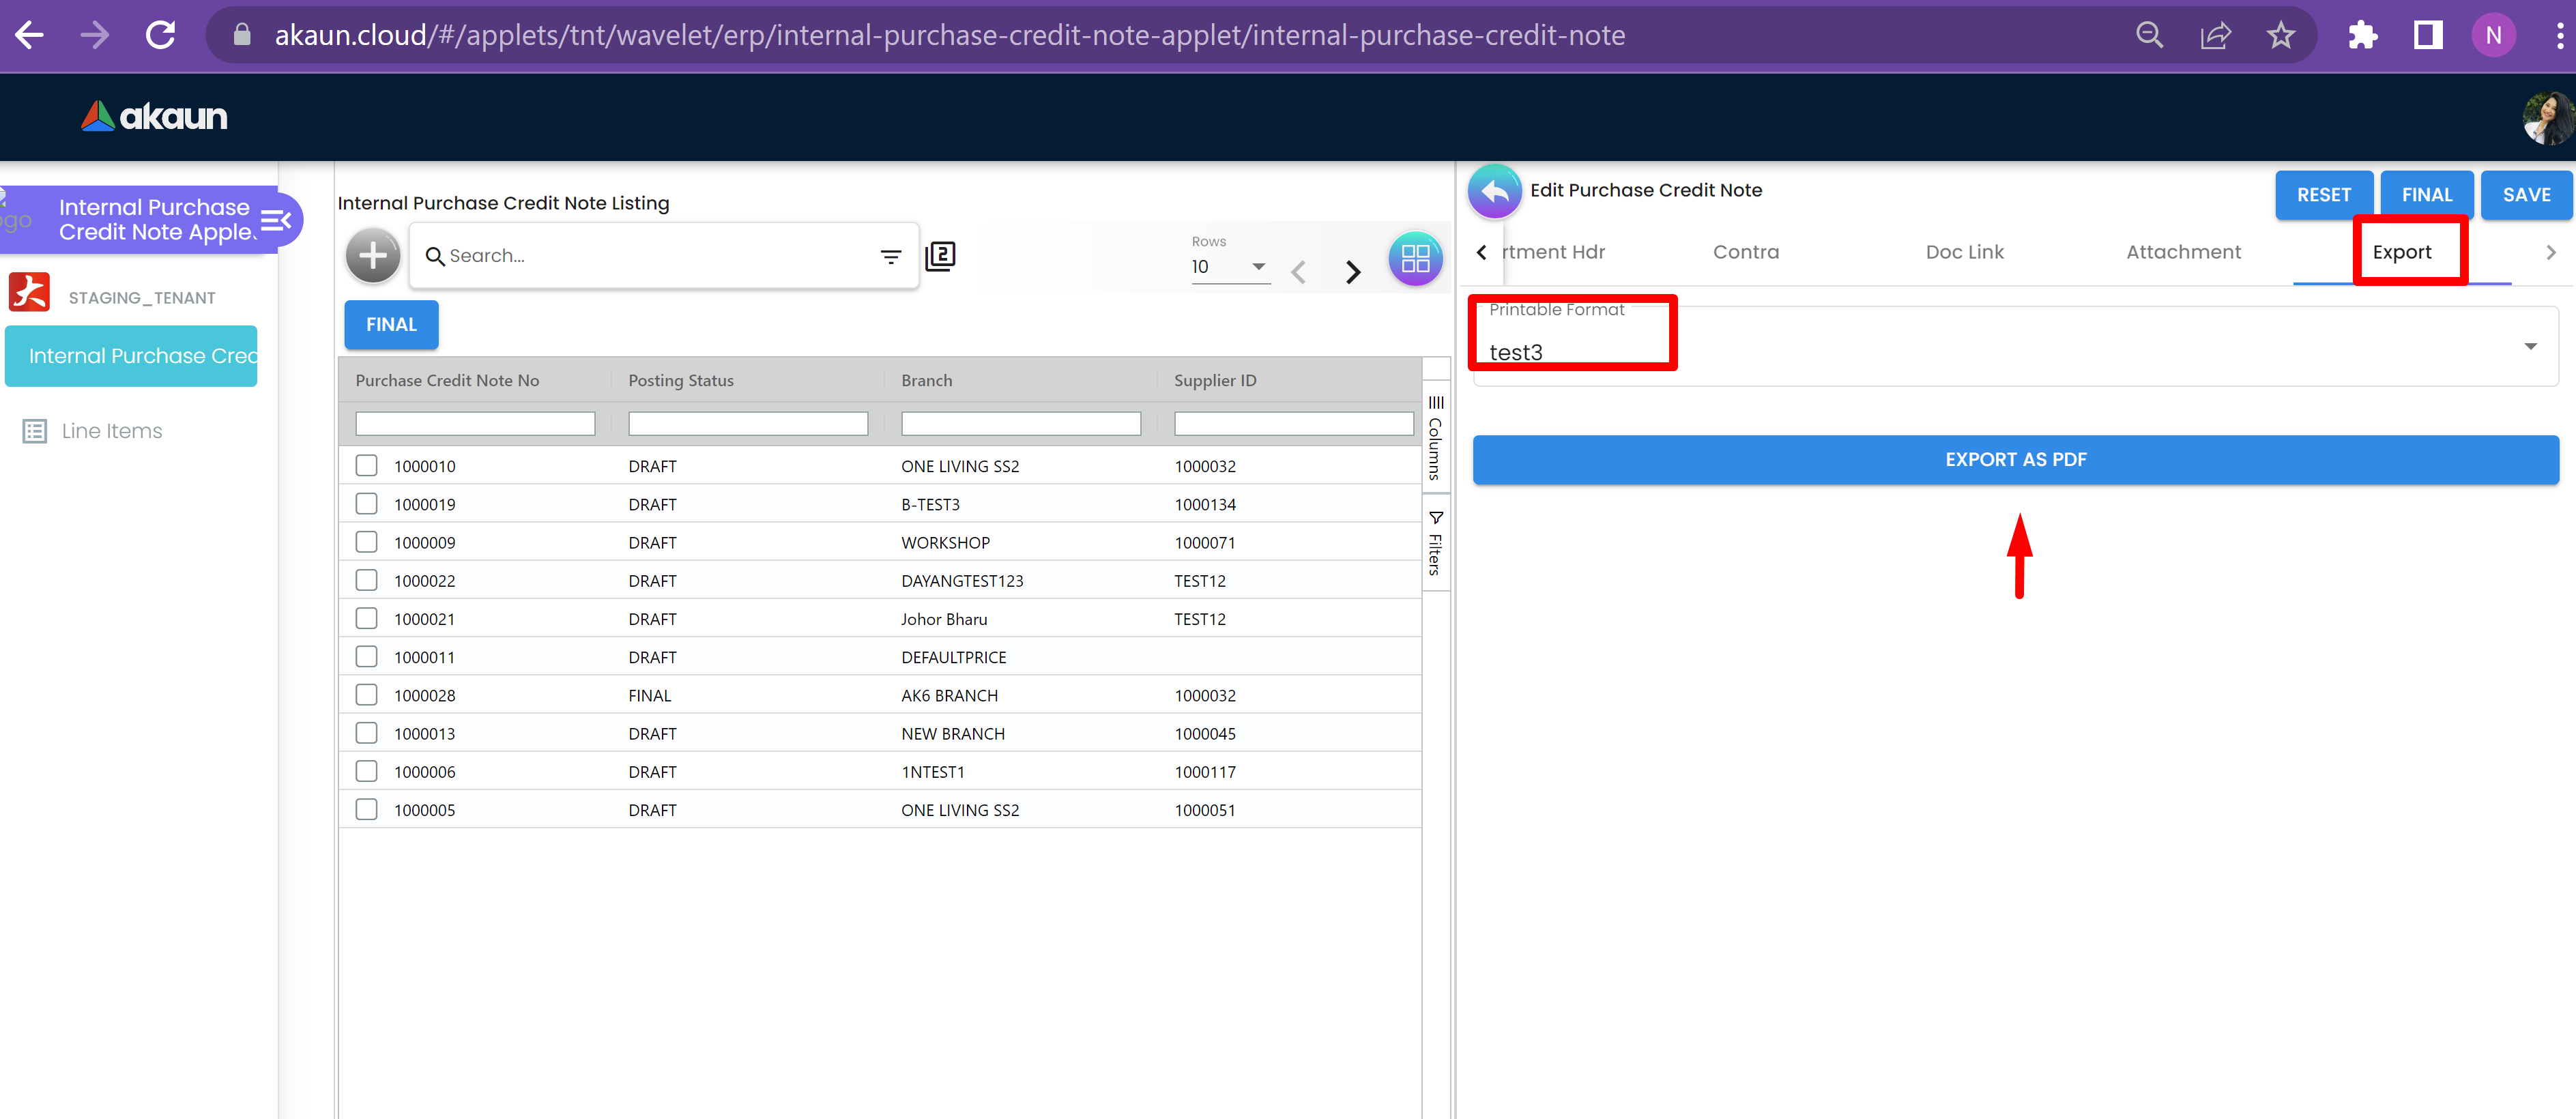 akaun.cloud/#/applets/tnt/wavelet/erp/internal-purchase-credit-note-applet/internal-purchase-credit-note
N
akaun
ogo
Internal Purchase
Credit Note Applet
STAGING_TENANT
Internal Purchase Cred
Line Items
Internal Purchase Credit Note Listing
Search...
2
Rows
10
FINAL
Purchase Credit Note No Posting Status Branch Supplier ID
1000010 DRAFT ONE LIVING SS2 1000032
1000019 DRAFT B-TEST3 1000134
1000009 DRAFT WORKSHOP 1000071
1000022 DRAFT DAYANGTEST123 TEST12
1000021 DRAFT Johor Bharu TEST12
1000011 DRAFT DEFAULTPRICE
1000028 FINAL AK6 BRANCH 1000032
1000013 DRAFT NEW BRANCH 1000045
1000006 DRAFT 1NTEST1 1000117
1000005 DRAFT ONE LIVING SS2 1000051
Columns
Filters
Edit Purchase Credit Note
RESET FINAL SAVE
rtment Hdr Contra Doc Link Attachment Export
Printable Format
test3
EXPORT AS PDF